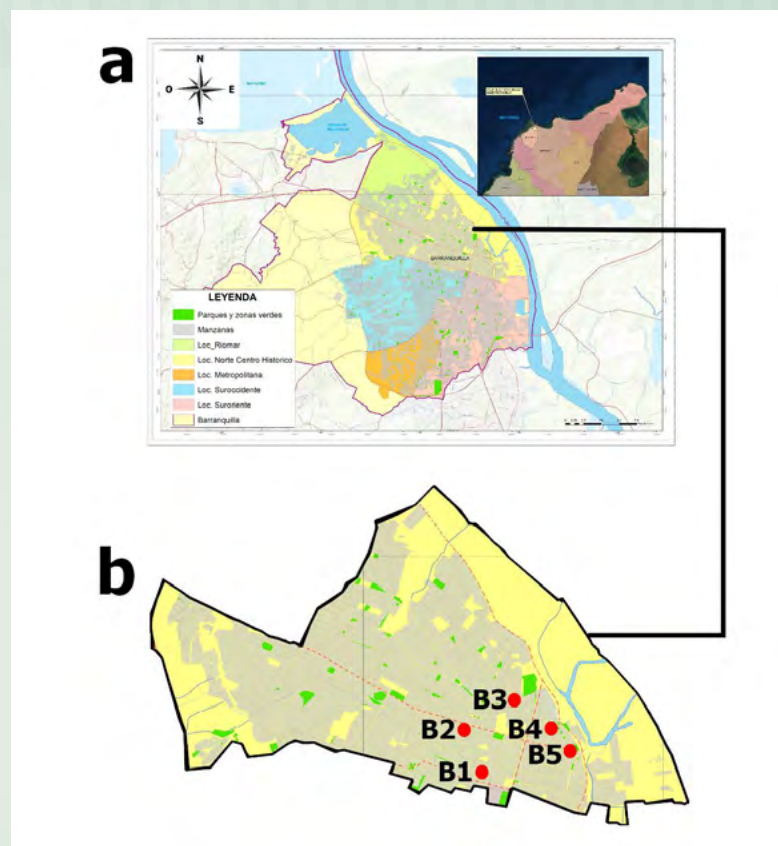 a
N
O E
S
BARRANQUILLA
LEYENDA
Parques y zonas verdes
Manzanas
Loc_Riomar
Loc. Norte Centro Historico
Loc. Metropolitana
Loc. Suroccidente
Loc. Suroriente
Barranquilla
b
B3
B2
B4
B5
B1